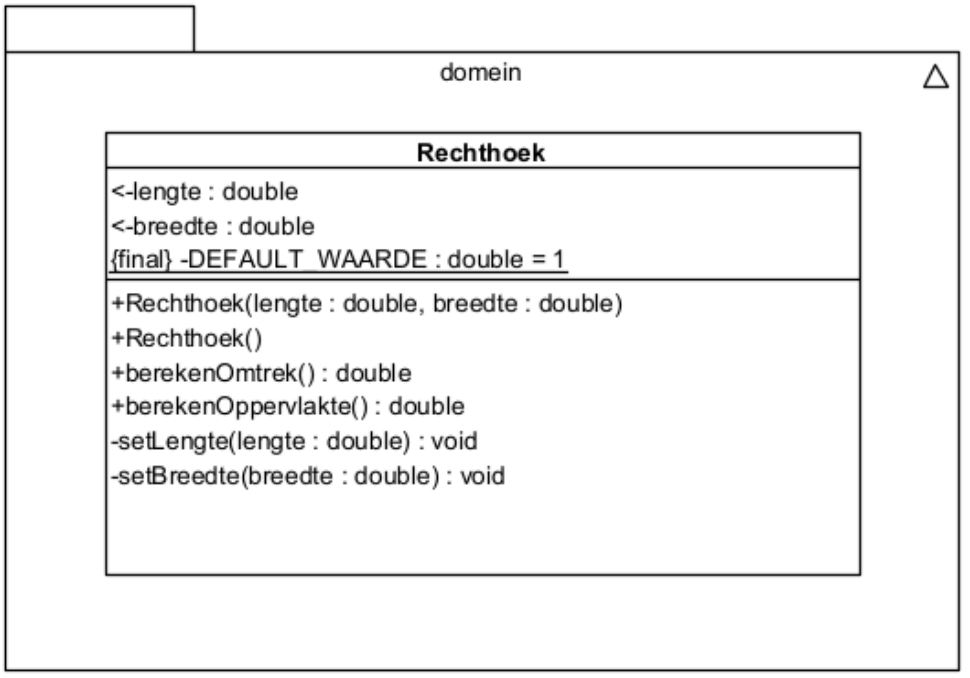 domein
Rechthoek
<-lengte : double
<-breedte : double
{final} -DEFAULT_WAARDE : double = 1
+Rechthoek(lengte : double, breedte : double)
+Rechthoek()
+berekenOmtrek() : double
+berekenOppervlakte() : double
-setLengte(lengte : double) : void
-setBreedte(breedte : double) : void